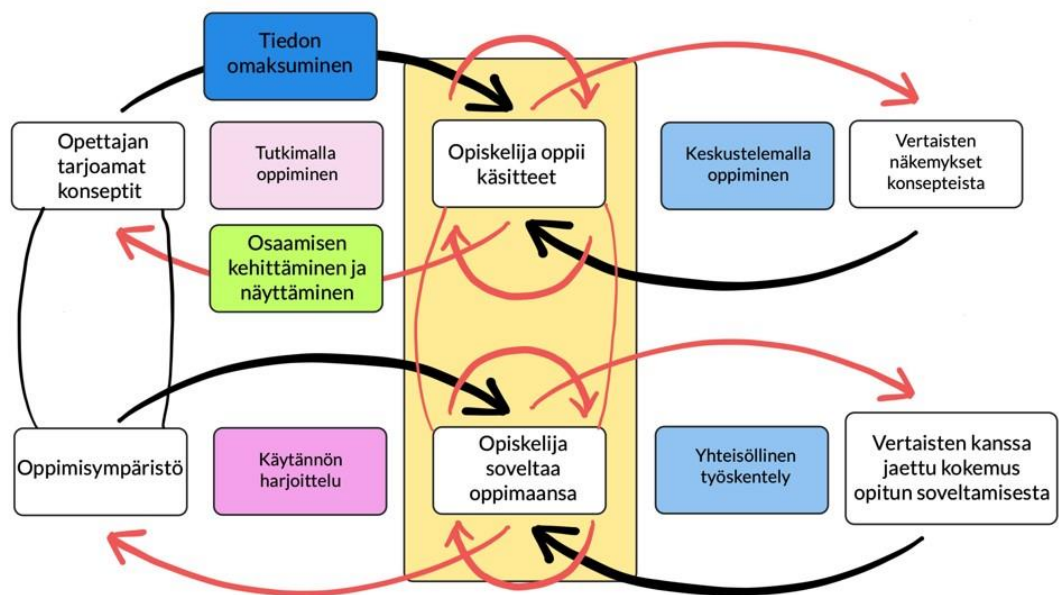 Tiedon
omaksuminen
Opettajan
tarjoamat
konseptit
Tutkimalla
oppiminen
Opiskelija oppii
käsitteet
Keskustelemalla
oppiminen
Vertaisten
näkemykset
konsepteista
Osaamisen
kehittäminen ja
näyttäminen
Oppimisympäristö
Käytännön
harjoittelu
Opiskelija
soveltaa
oppimaansa
Yhteisöllinen
työskentely
Vertaisten kanssa
jaettu kokemus
opitun soveltamisesta